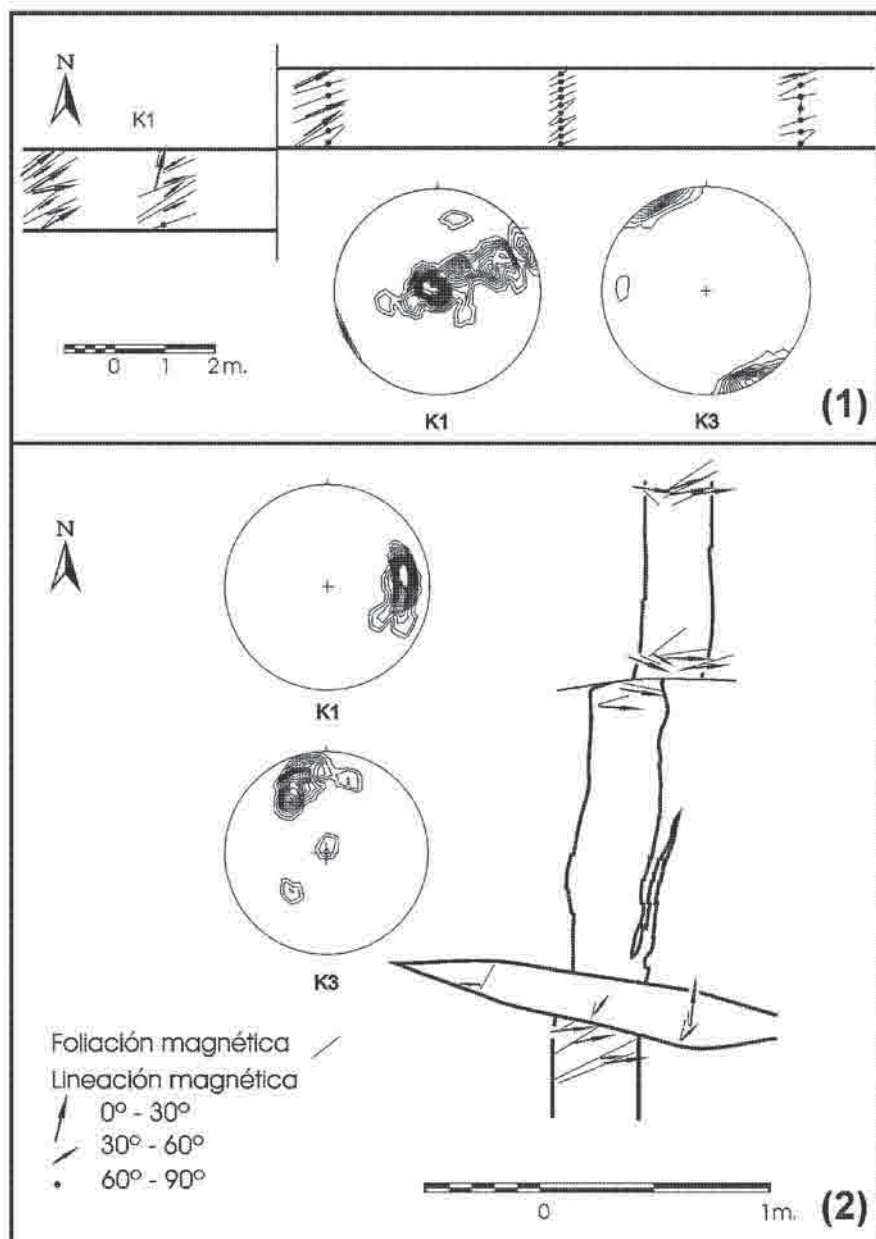 N
K1
0 1 2 m.
K1
K3
(1)
N
K1
K3
Foliación magnética
Lineación magnética
0° - 30°
30° - 60°
60° - 90°
0 1m.
(2)